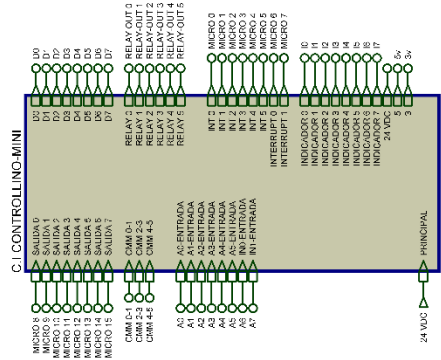 D0
D1
D2
D3
D4
D5
D6
D7
RELAY OUT 0
RELAY-OUT 1
RELAY-OUT 2
RELAY OUT 3
RELAY-OUT 4
RELAY-OUT 5
MICRO 0
MICRO 1
MICRO 2
MICRO 3
MICRO 4
MICRO 5
MICRO 6
MICRO 7
I0
I1
I2
I3
I4
I5
I6
I7
5v
3v
D0
D1
D2
D3
D4
D5
D6
D7
RELAY 0
RELAY 1
RELAY 2
RELAY 3
RELAY 4
RELAY 5
INT 0
INT 1
INT 2
INT 3
INT 4
INT 5
INTERRUPT 0
INTERRUPT 1
INDICADOR 0
INDICADOR 1
INDICADOR 2
INDICADOR 3
INDICADOR 4
INDICADOR 5
INDICADOR 6
INDICADOR 7
24 VDC
5
3
C.I CONTROLLINO-MINI
SALIDA 0
SALIDA 1
SALIDA 2
SALIDA 3
SALIDA 4
SALIDA 5
SALIDA 6
SALIDA 7
CMM 0-1
CMM 2-3
CMM 4-5
A0-ENTRADA
A1-ENTRADA
A2-ENTRADA
A3-ENTRADA
A4-ENTRADA
A5-ENTRADA
IN0.ENTRADA
IN1-ENTRADA
PRINCIPAL
MICRO 8
MICRO 9
MICRO 10
MICRO 11
MICRO 12
MICRO 13
MICRO 14
MICRO 15
CMM 0-1
CMM 2-3
CMM 4-5
A0
A1
A2
A3
A4
A5
A6
A7
24 VDC